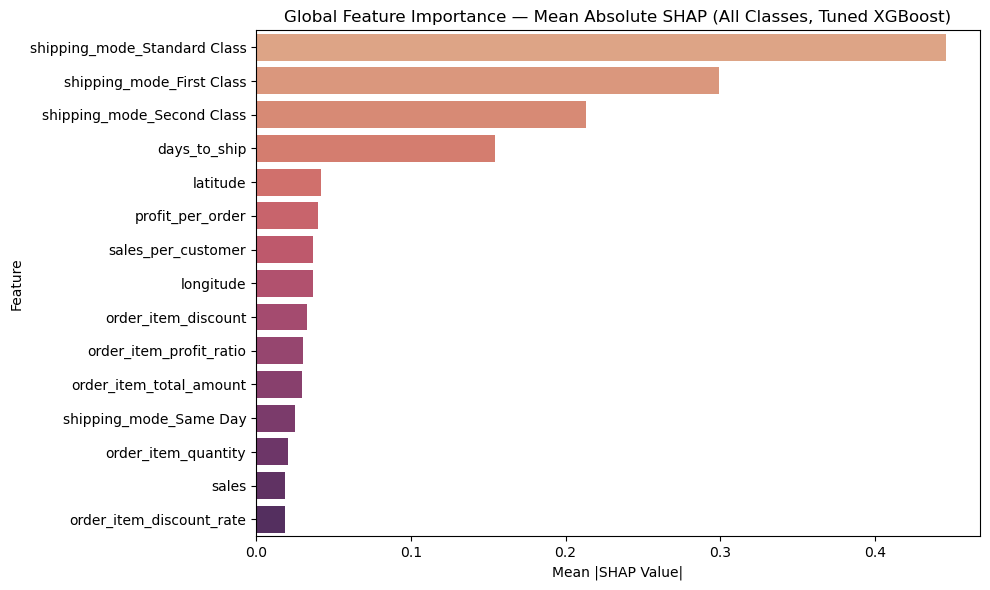 Global Feature Importance — Mean Absolute SHAP (All Classes, Tuned XGBoost)
Feature
shipping_mode_Standard Class
shipping_mode_First Class
shipping_mode_Second Class
days_to_ship
latitude
profit_per_order
sales_per_customer
longitude
order_item_discount
order_item_profit_ratio
order_item_total_amount
shipping_mode_Same Day
order_item_quantity
sales
order_item_discount_rate
0.0 0.1 0.2 0.3 0.4
Mean |SHAP Value|